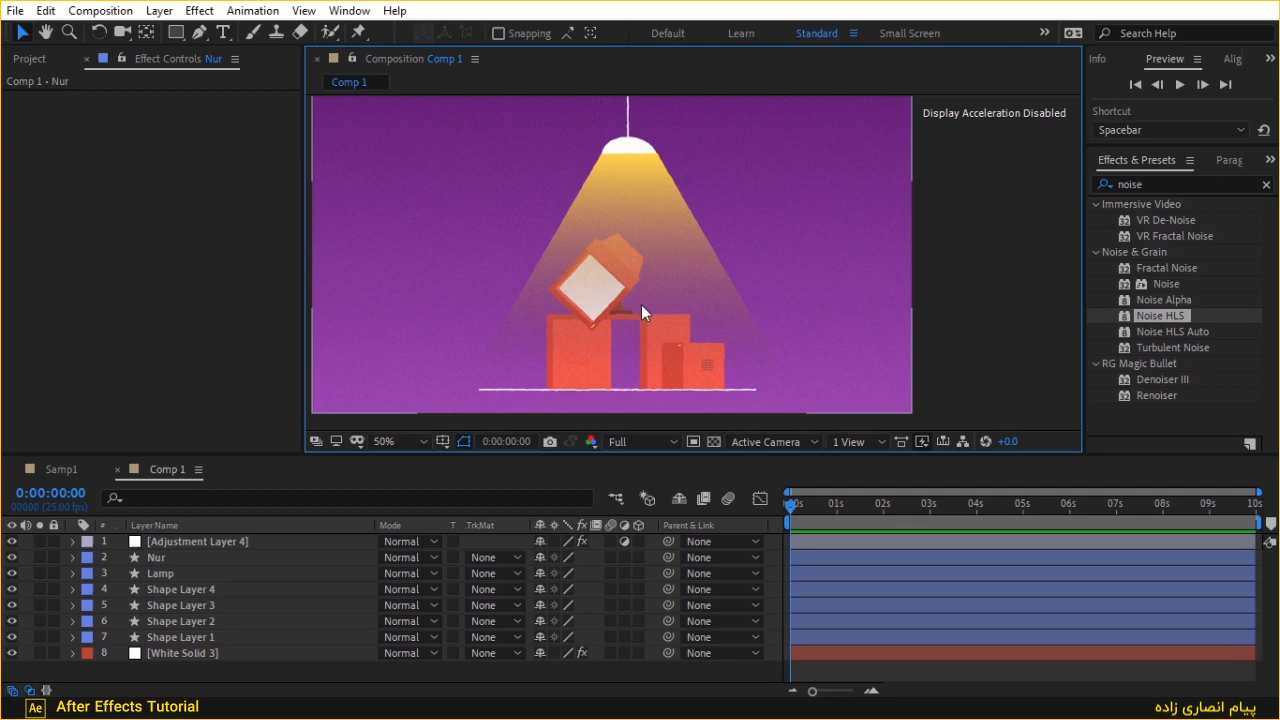 File Edit Composition Layer Effect Animation View Window Help
Snapping Default Learn Standard Small Screen Search Help
Project Effect Controls Nur Composition Comp 1 Info Preview Alig
Comp 1 • Nur
Comp 1
Display Acceleration Disabled
Shortcut
Spacebar
Effects & Presets Parag
noise
Immersive Video
VR De-Noise
VR Fractal Noise
Noise & Grain
Fractal Noise
Noise
Noise Alpha
Noise HLS
Noise HLS Auto
Turbulent Noise
RG Magic Bullet
Denoiser III
Renoiser
50% 0:00:00:00 Full Active Camera 1 View +0.0
Samp1 Comp 1
0:00:00:00
00000 (25.00 fps)
00s 01s 02s 03s 04s 05s 06s 07s 08s 09s 10s
# Layer Name Mode T .TrkMat fx Parent & Link
1 [Adjustment Layer 4] Normal fx None
2 Nur Normal None None
3 Lamp Normal None None
4 Shape Layer 4 Normal None None
5 Shape Layer 3 Normal None None
6 Shape Layer 2 Normal None None
7 Shape Layer 1 Normal None None
8 [White Solid 3] Normal None fx None
Ae After Effects Tutorial پیام انصاری زاده